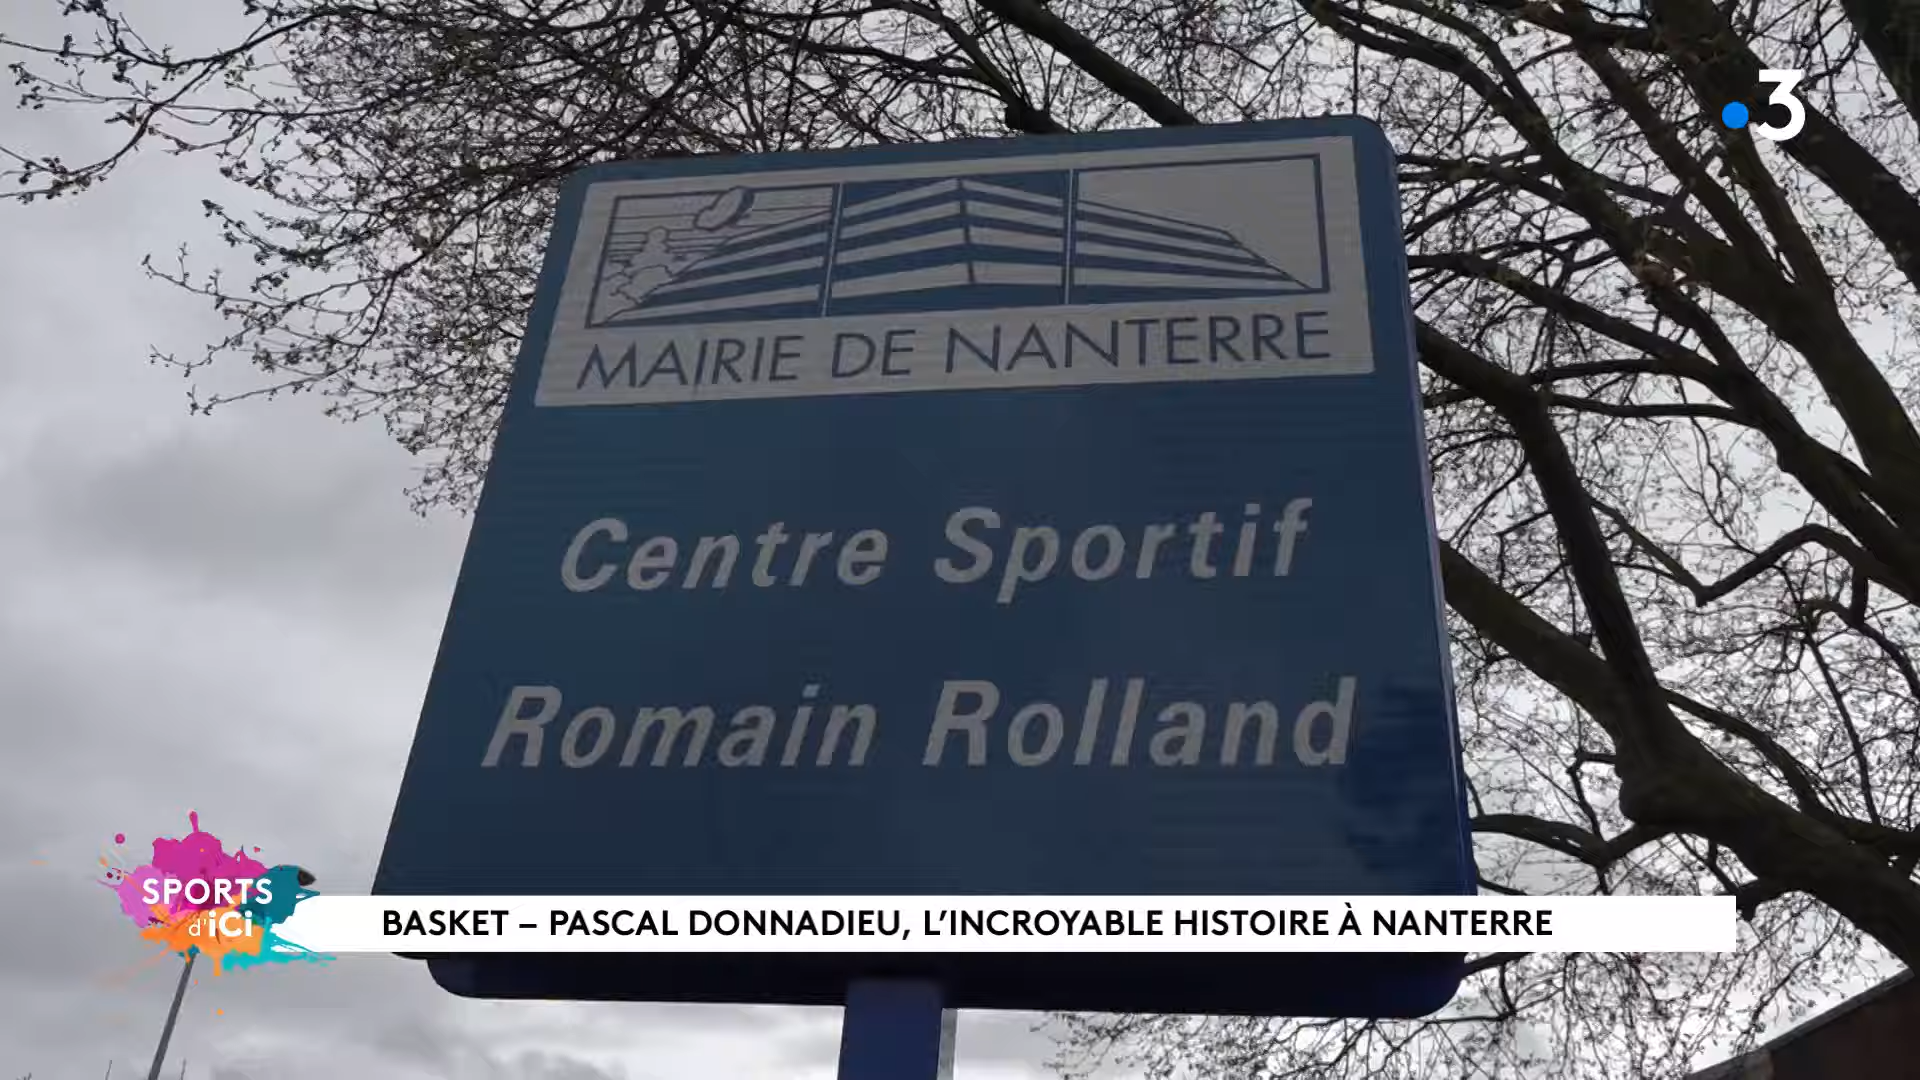 3
MAIRIE DE NANTERRE
Centre Sportif
Romain Rolland
SPORTS
d'iCi
BASKET – PASCAL DONNADIEU, L'INCROYABLE HISTOIRE À NANTERRE